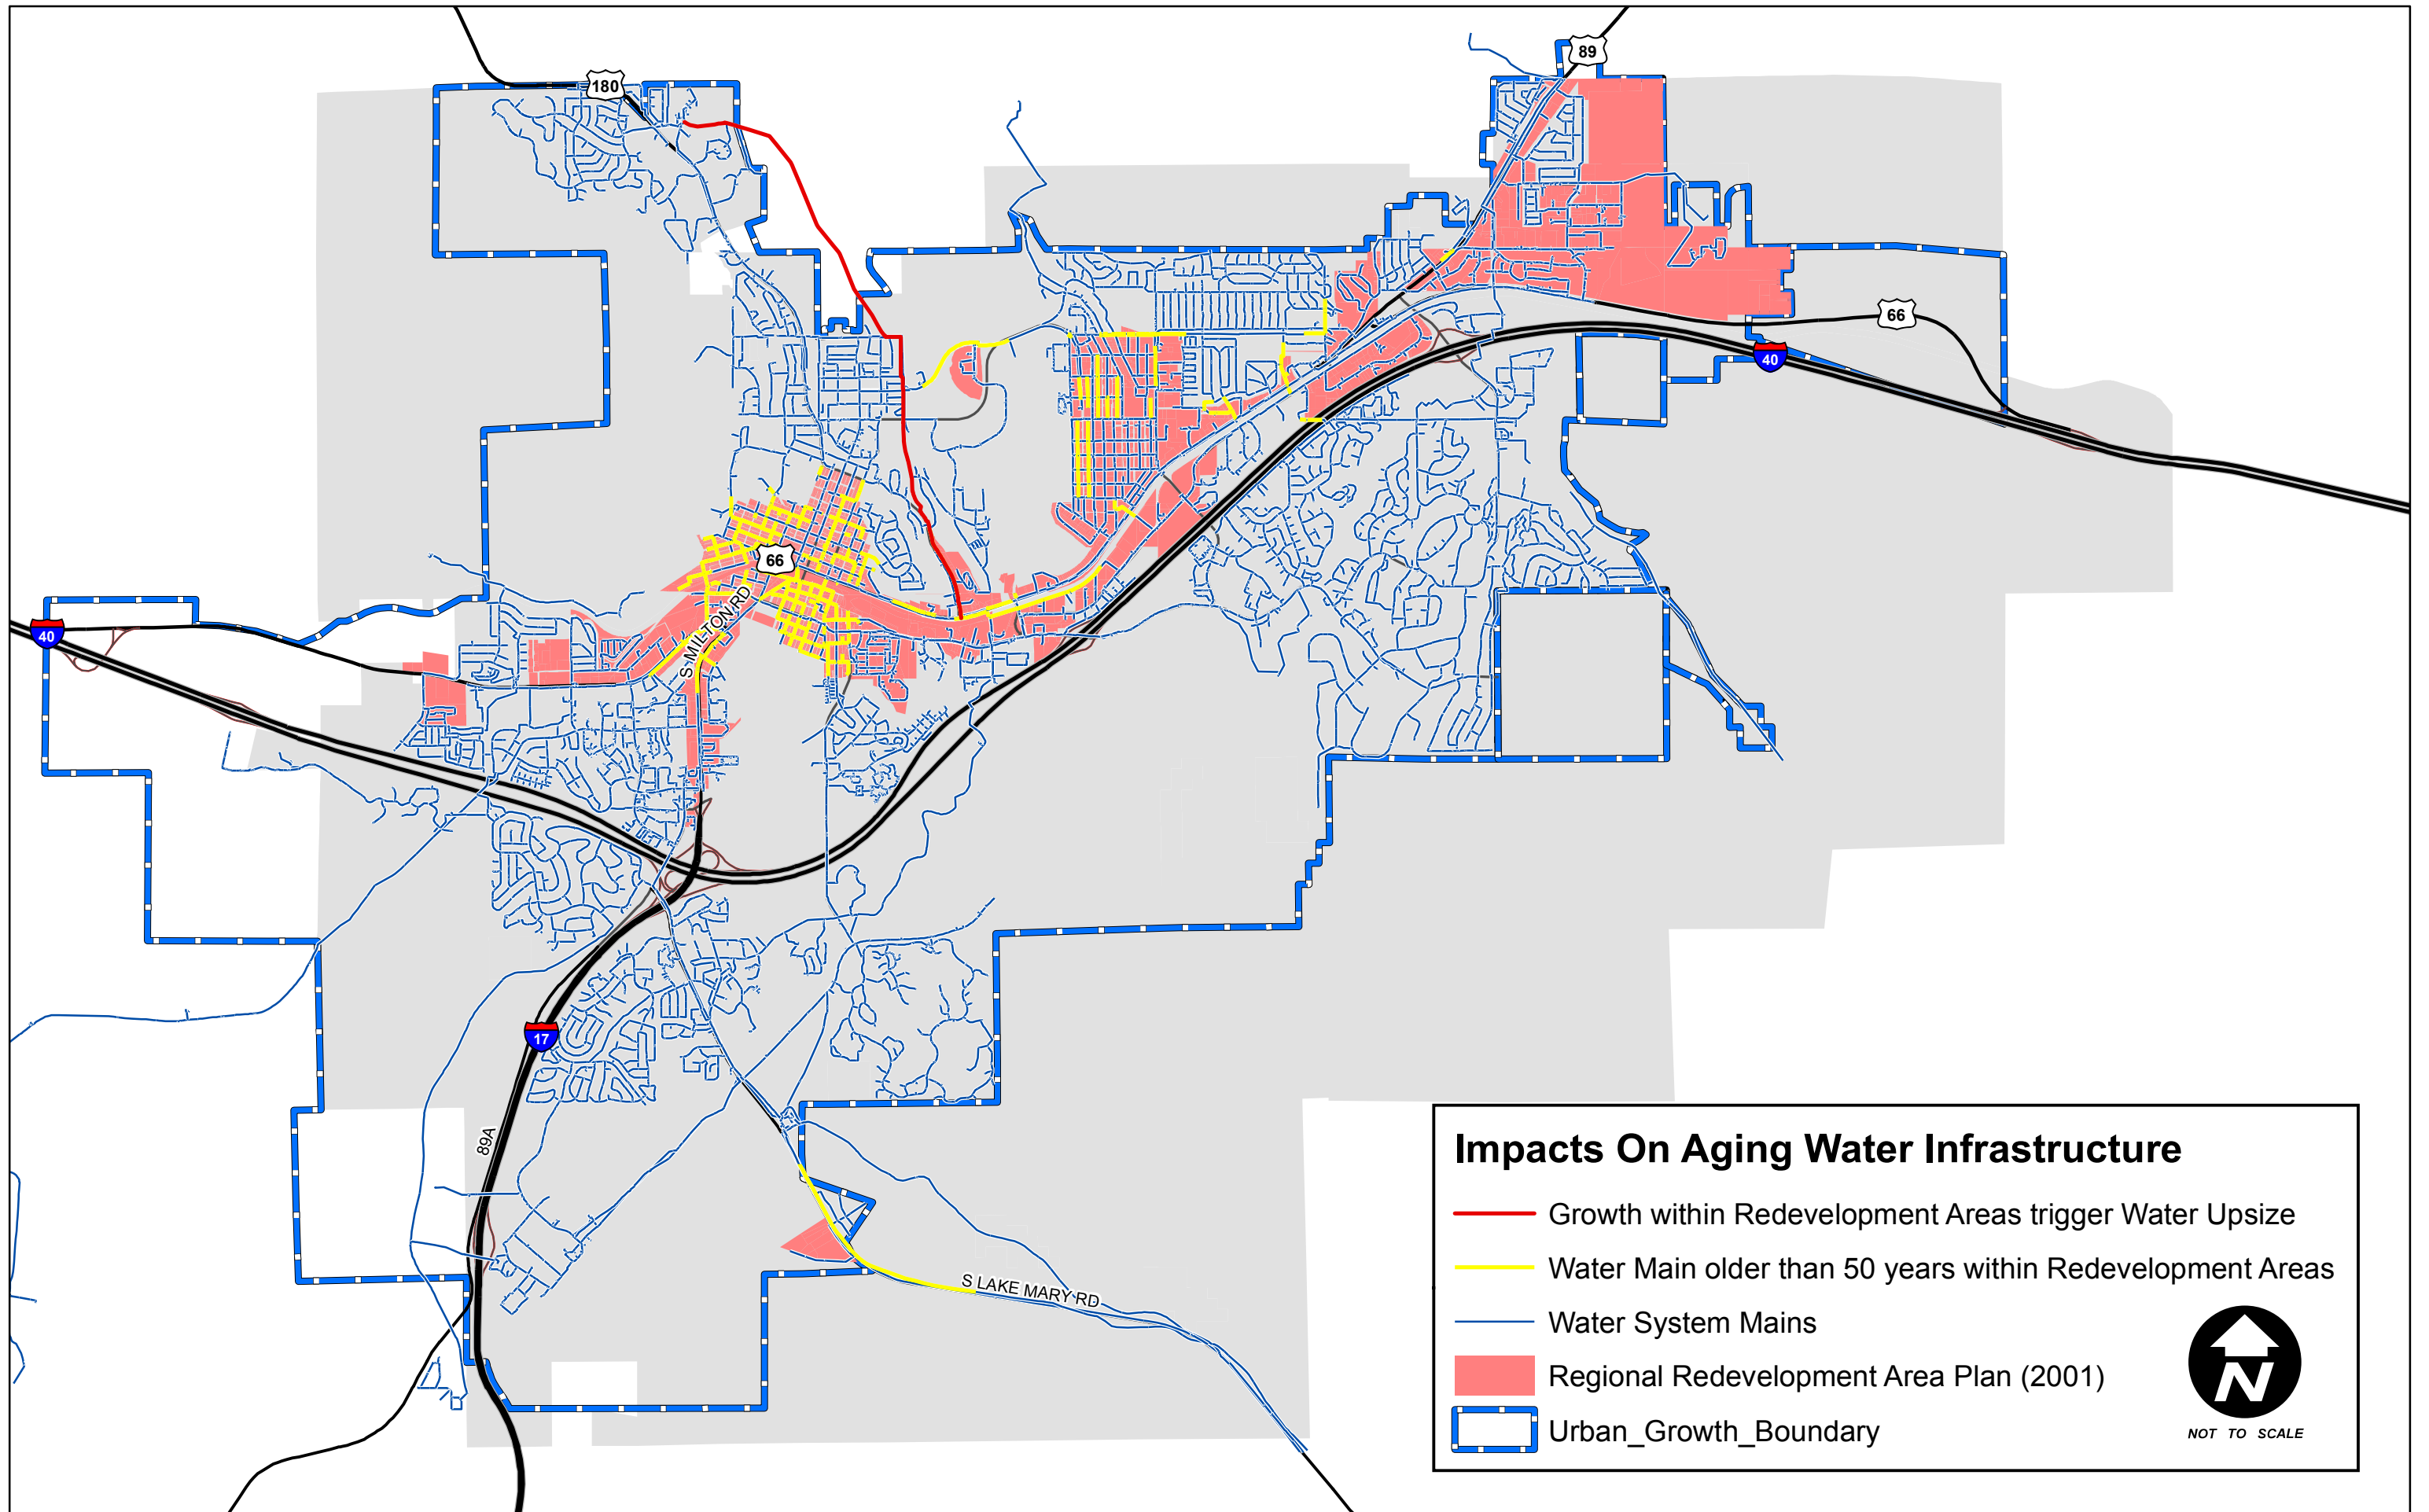 89
180
66
40
66
S MILTON RD
40
17
89A
S LAKE MARY RD
Impacts On Aging Water Infrastructure
Growth within Redevelopment Areas trigger Water Upsize
Water Main older than 50 years within Redevelopment Areas
Water System Mains
Regional Redevelopment Area Plan (2001)
Urban_Growth_Boundary
N
NOT TO SCALE